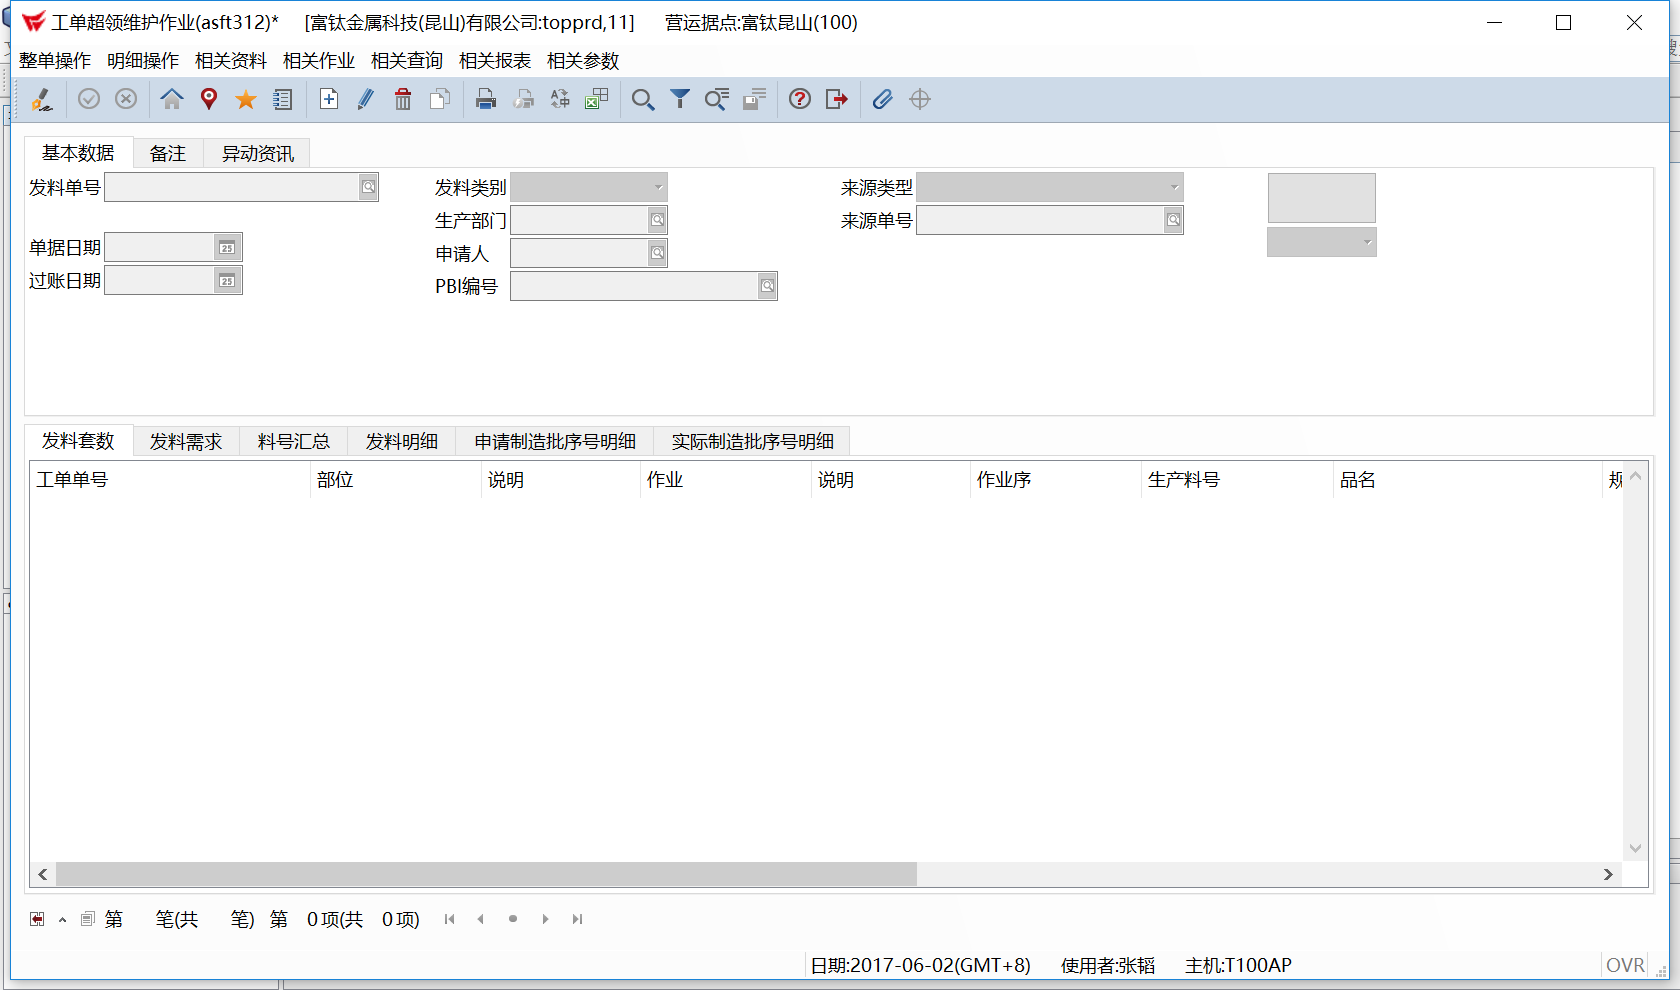 工单超领维护作业(asft312)* [富钛金属科技(昆山)有限公司:topprd,11] 营运据点:富钛昆山(100)
整单操作 明细操作 相关资料 相关作业 相关查询 相关报表 相关参数
基本数据 备注 异动资讯
发料单号 发料类别 来源类型
生产部门 来源单号
单据日期 25 申请人
过账日期 25 PBI编号
发料套数 发料需求 料号汇总 发料明细 申请制造批序号明细 实际制造批序号明细
工单单号 部位 说明 作业 说明 作业序 生产料号 品名 规
第 笔(共 笔) 第 0项(共 0项)
日期:2017-06-02(GMT+8) 使用者:张韬 主机:T100AP OVR